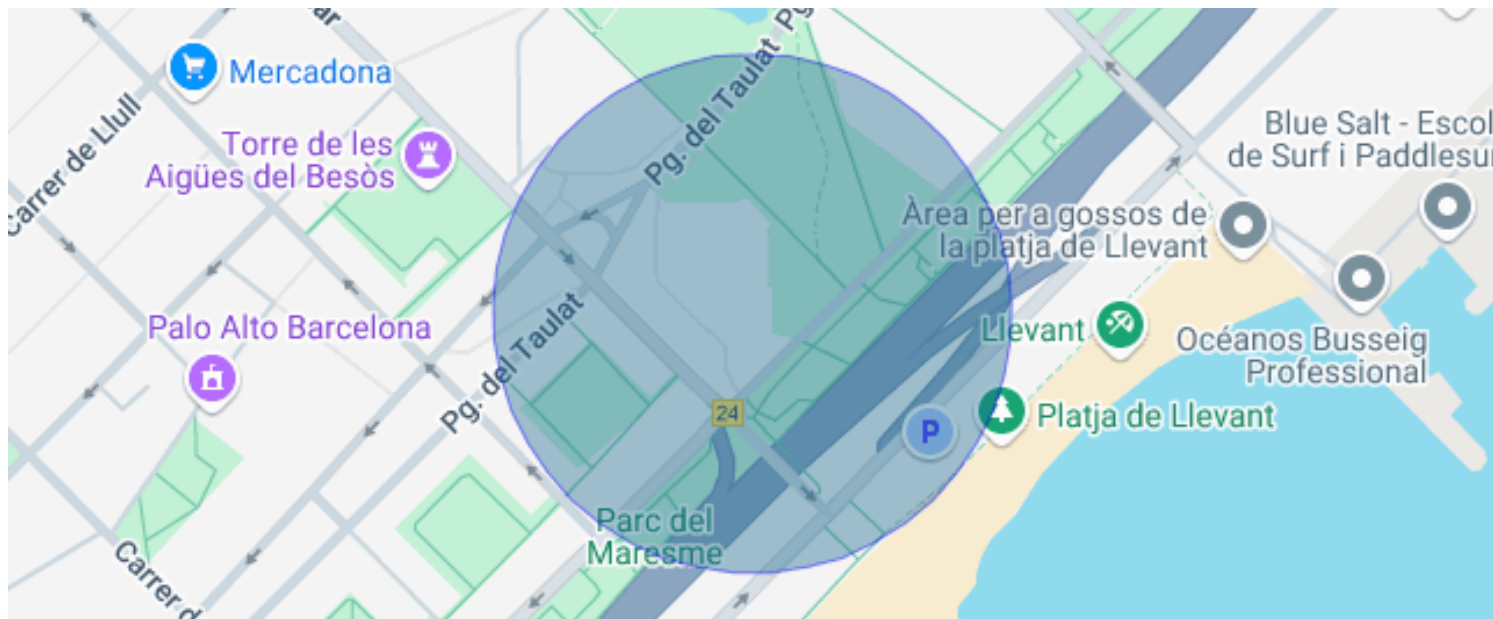 ar
Pg
Mercadona
Pg. del Taulat
Carrer de Llull
Torre de les
Aigües del Besòs
Blue Salt - Escol
de Surf i Paddlesur
Àrea per a gossos de
la platja de Llevant
Palo Alto Barcelona
Pg. del Taulat
Llevant
Océanos Busseig
Professional
24
P
Platja de Llevant
Parc del
Maresme
Carrer d